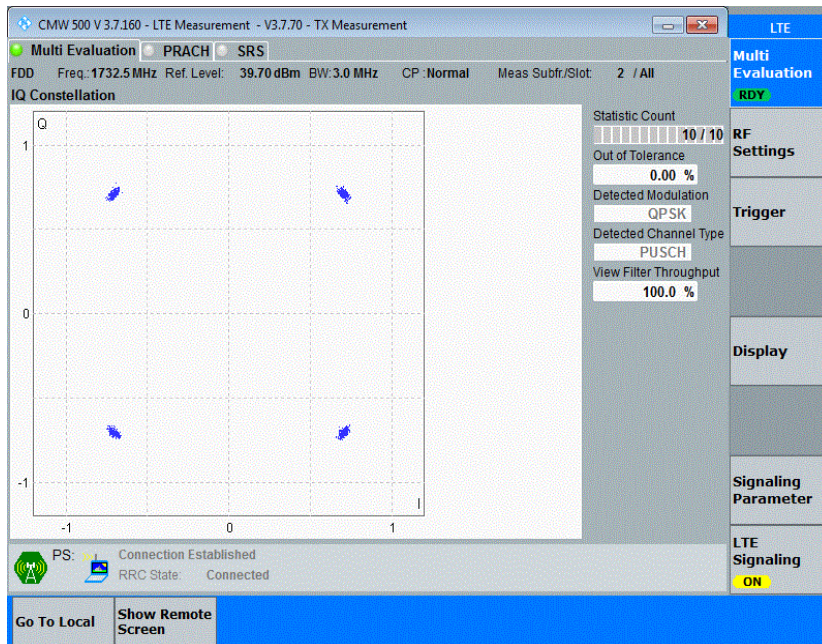 CMW 500 V 3.7.160 - LTE Measurement - V3.7.70 - TX Measurement
LTE
Multi Evaluation PRACH SRS
FDD Freq.: 1732.5 MHz Ref. Level: 39.70 dBm BW: 3.0 MHz CP : Normal Meas Subfr./Slot: 2 / All
IQ Constellation
Q
1
0
-1
I
-1 0 1
Statistic Count
10 / 10
Out of Tolerance
0.00 %
Detected Modulation
QPSK
Detected Channel Type
PUSCH
View Filter Throughput
100.0 %
Multi
Evaluation
RDY
RF
Settings
Trigger
Display
Signaling
Parameter
LTE
Signaling
ON
PS: Connection Established
RRC State: Connected
Go To Local
Show Remote
Screen